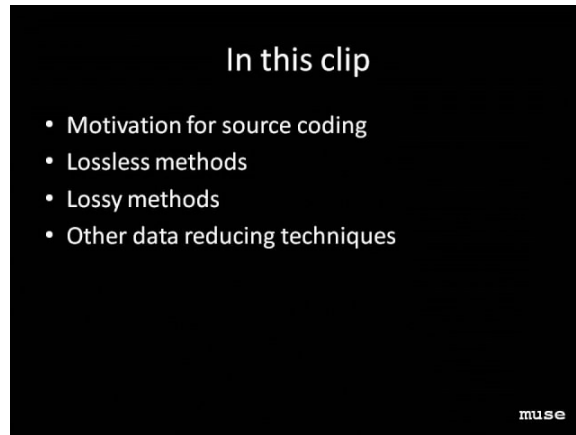 In this clip
• Motivation for source coding
• Lossless methods
• Lossy methods
• Other data reducing techniques
muse